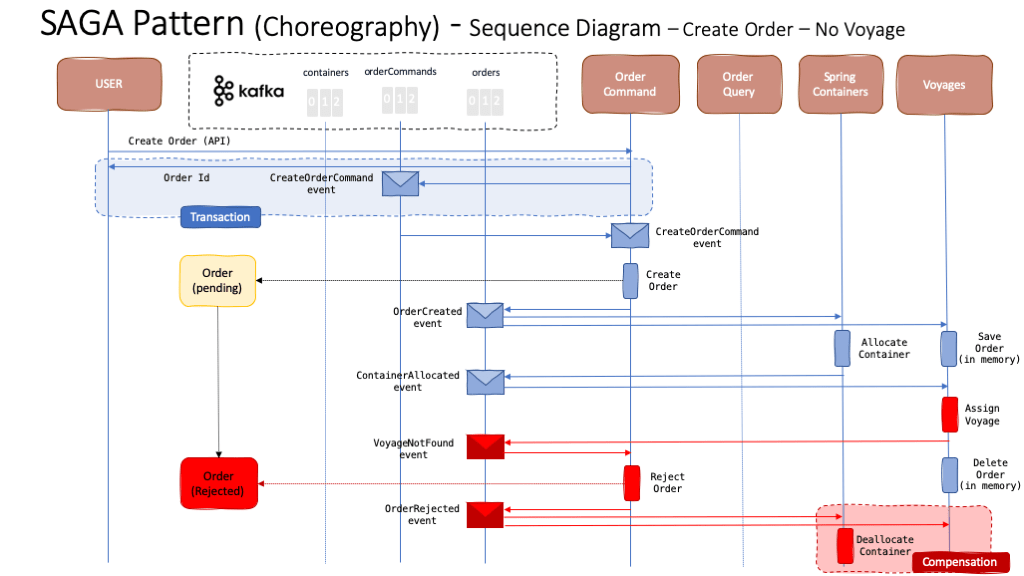 SAGA Pattern (Choreography) - Sequence Diagram – Create Order – No Voyage
USER
kafka
containers
0 1 2
orderCommands
0 1 2
orders
0 1 2
Order
Command
Order
Query
Spring
Containers
Voyages
Create Order (API)
Order Id
CreateOrderCommand
event
Transaction
CreateOrderCommand
event
Order
(pending)
Create
Order
OrderCreated
event
Allocate
Container
Save
Order
(in memory)
ContainerAllocated
event
Assign
Voyage
VoyageNotFound
event
Order
(Rejected)
Reject
Order
Delete
Order
(in memory)
OrderRejected
event
Deallocate
Container
Compensation